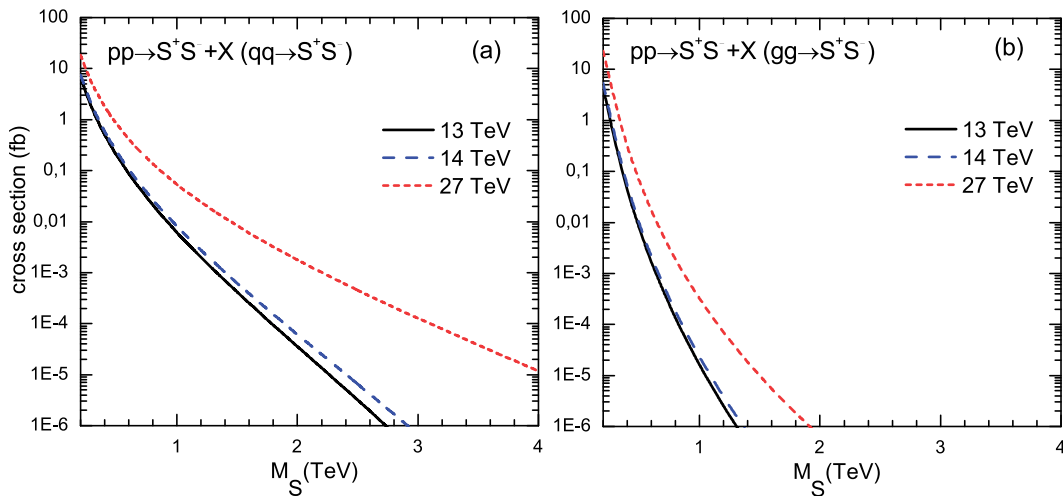 pp→S⁺S⁻+X (qq→S⁺S⁻) (a)
13 TeV
14 TeV
27 TeV
cross section (fb)
100
10
1
0,1
0,01
1E-3
1E-4
1E-5
1E-6
1 2 3 4
M_S(TeV)
pp→S⁺S⁻+X (gg→S⁺S⁻) (b)
13 TeV
14 TeV
27 TeV
100
10
1
0,1
0,01
1E-3
1E-4
1E-5
1E-6
1 2 3 4
M_S(TeV)